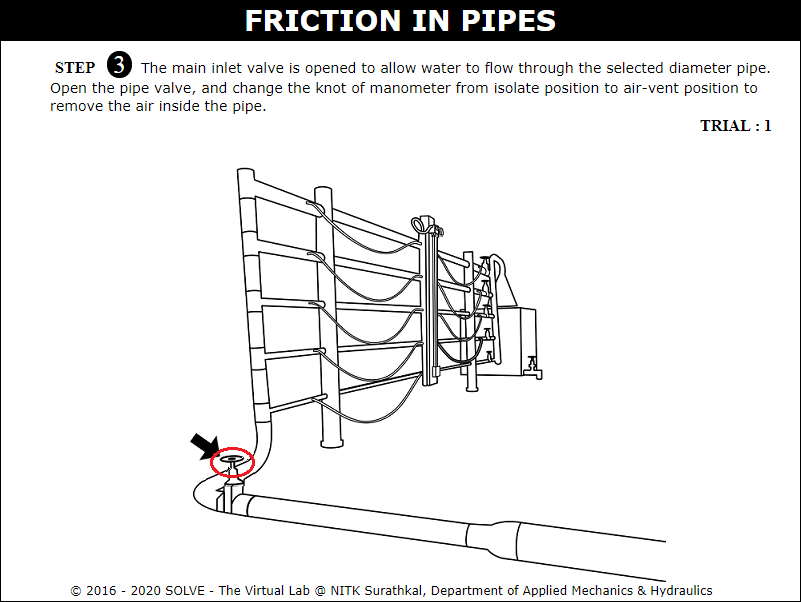 FRICTION IN PIPES
STEP 3 The main inlet valve is opened to allow water to flow through the selected diameter pipe.
Open the pipe valve, and change the knot of manometer from isolate position to air-vent position to
remove the air inside the pipe.
TRIAL : 1
© 2016 - 2020 SOLVE - The Virtual Lab @ NITK Surathkal, Department of Applied Mechanics & Hydraulics